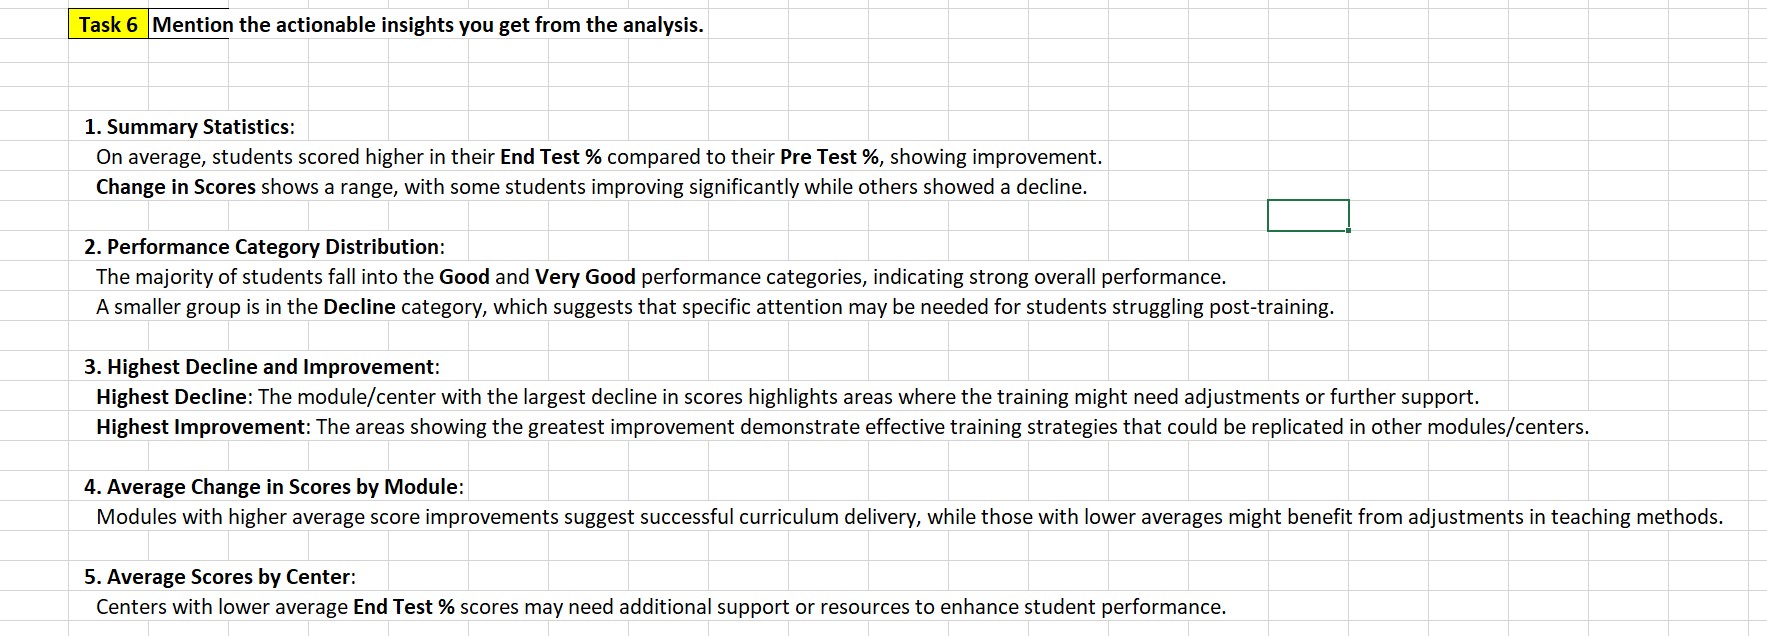 Task 6 Mention the actionable insights you get from the analysis.
1. Summary Statistics:
On average, students scored higher in their End Test % compared to their Pre Test %, showing improvement.
Change in Scores shows a range, with some students improving significantly while others showed a decline.
2. Performance Category Distribution:
The majority of students fall into the Good and Very Good performance categories, indicating strong overall performance.
A smaller group is in the Decline category, which suggests that specific attention may be needed for students struggling post-training.
3. Highest Decline and Improvement:
Highest Decline: The module/center with the largest decline in scores highlights areas where the training might need adjustments or further support.
Highest Improvement: The areas showing the greatest improvement demonstrate effective training strategies that could be replicated in other modules/centers.
4. Average Change in Scores by Module:
Modules with higher average score improvements suggest successful curriculum delivery, while those with lower averages might benefit from adjustments in teaching methods.
5. Average Scores by Center:
Centers with lower average End Test % scores may need additional support or resources to enhance student performance.